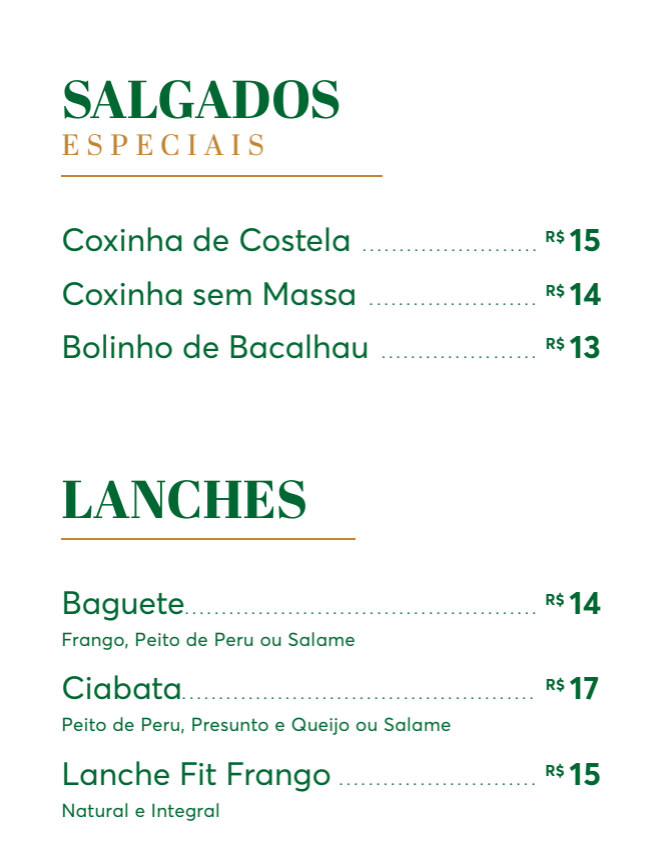 SALGADOS
ESPECIAIS
Coxinha de Costela ........................ R$ 15
Coxinha sem Massa ....................... R$ 14
Bolinho de Bacalhau ..................... R$ 13
LANCHES
Baguete................................................ R$ 14
Frango, Peito de Peru ou Salame
Ciabata................................................ R$ 17
Peito de Peru, Presunto e Queijo ou Salame
Lanche Fit Frango ........................... R$ 15
Natural e Integral